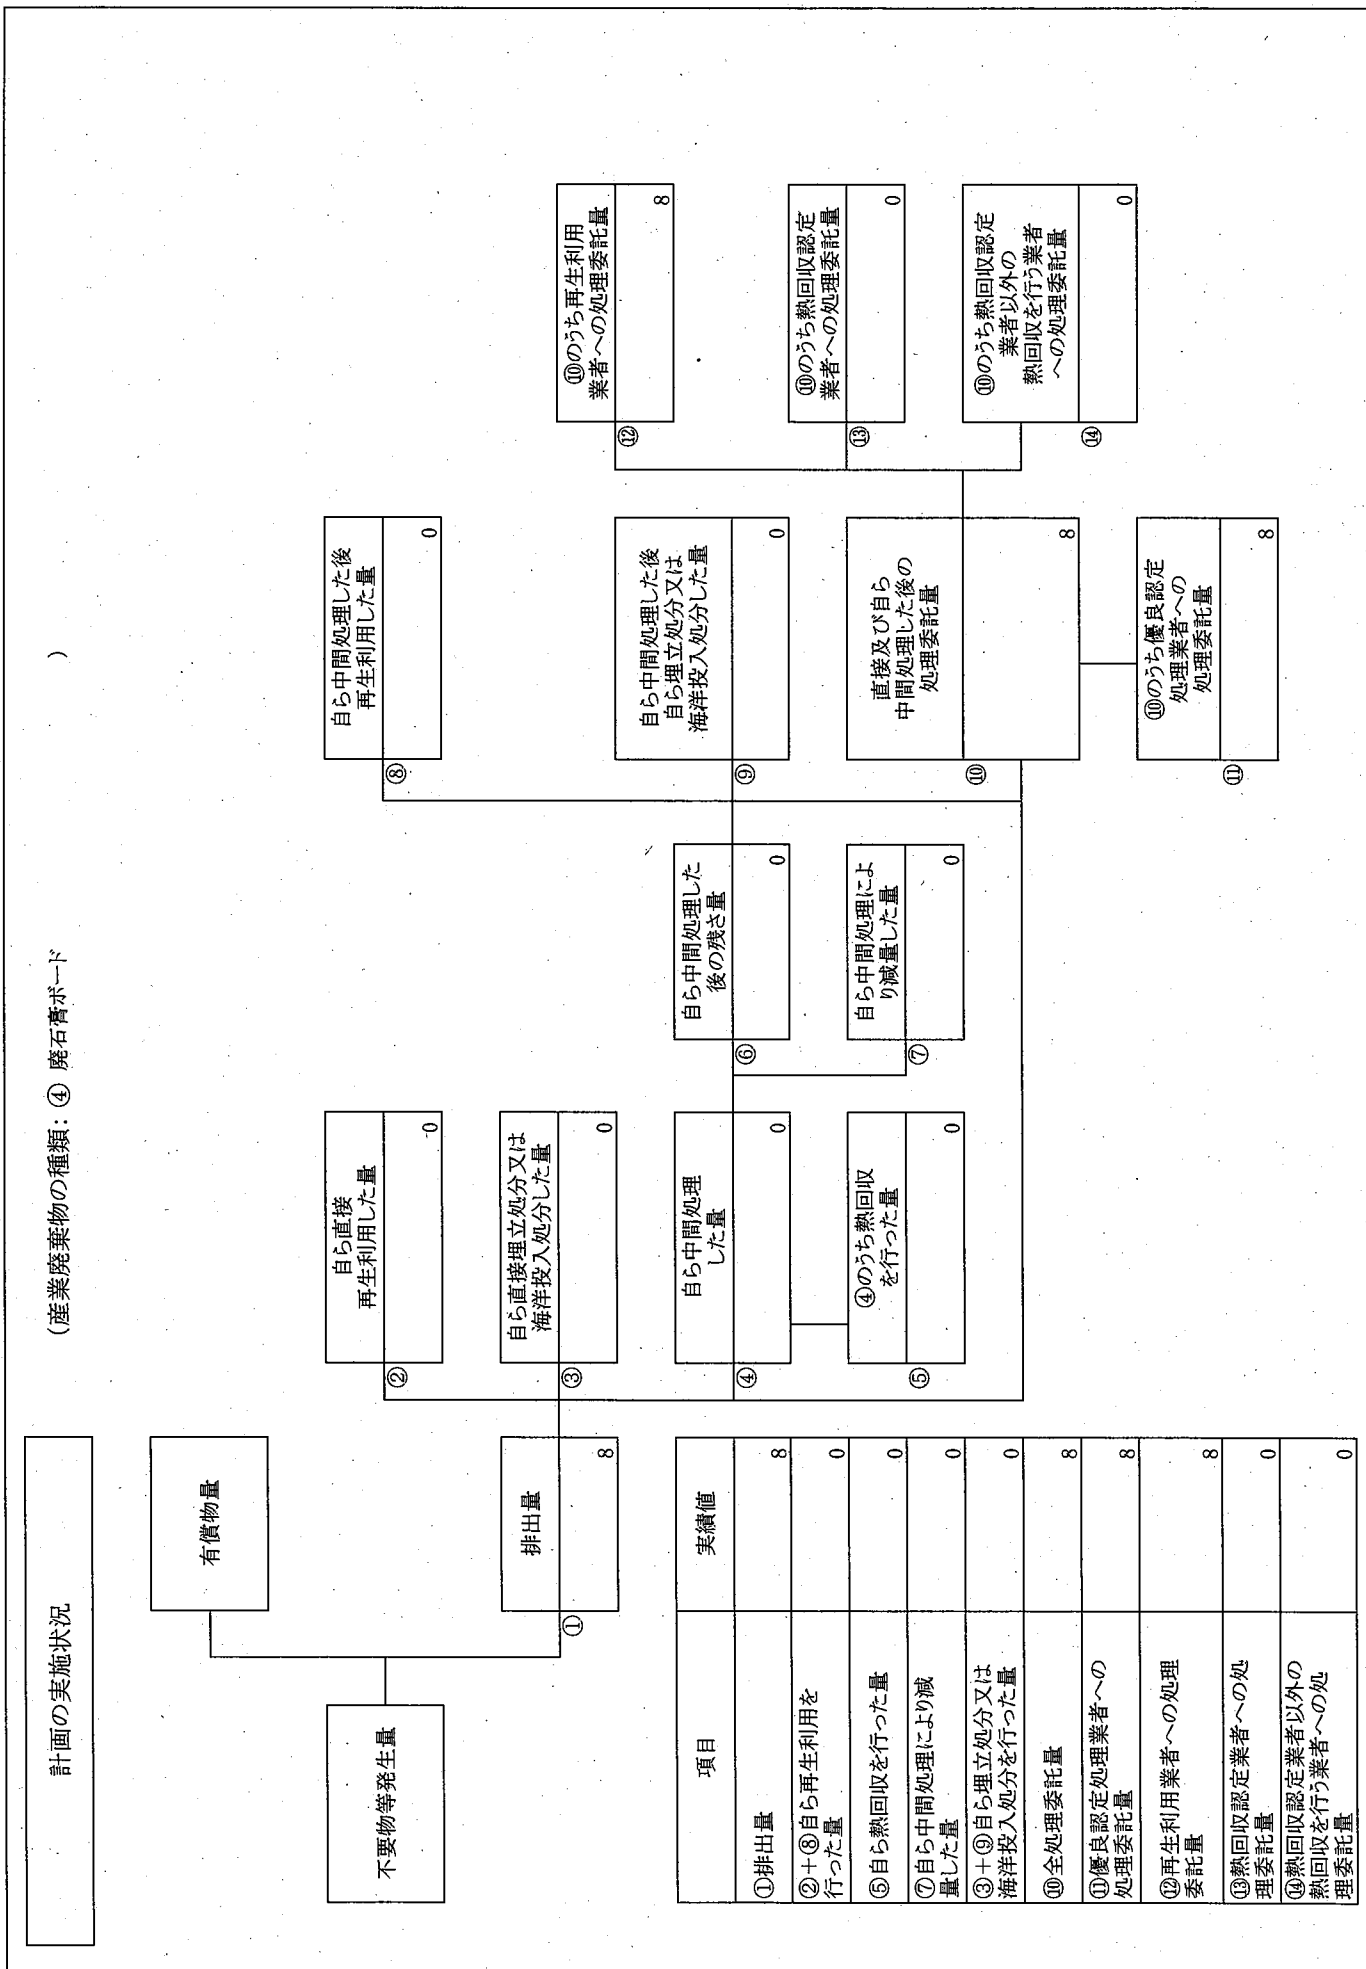 計画の実施状況
(産業廃棄物の種類：④ 廃石膏ボード )
不要物等発生量
有償物量
①
排出量
8
②
自ら直接
再生利用した量
0
③
自ら直接埋立処分又は
海洋投入処分した量
0
④
自ら中間処理
した量
0
⑤
④のうち熱回収
を行った量
0
⑥
自ら中間処理した
後の残さ量
0
⑦
自ら中間処理によ
り減量した量
0
⑧
自ら中間処理した後
再生利用した量
0
⑨
自ら中間処理した後
自ら埋立処分又は
海洋投入処分した量
0
⑩
直接及び自ら
中間処理した後の
処理委託量
8
⑪
⑩のうち優良認定
処理業者への
処理委託量
8
⑫
⑩のうち再生利用
業者への処理委託量
8
⑬
⑩のうち熱回収認定
業者への処理委託量
0
⑭
⑩のうち熱回収認定
業者以外の
熱回収を行う業者
への処理委託量
0
項目 実績値
①排出量 8
②＋⑧自ら再生利用を
行った量 0
⑤自ら熱回収を行った量 0
⑦自ら中間処理により減
量した量 0
③＋⑨自ら埋立処分又は
海洋投入処分を行った量 0
⑩全処理委託量 8
⑪優良認定処理業者への
処理委託量 8
⑫再生利用業者への処理
委託量 8
⑬熱回収認定業者への処
理委託量 0
⑭熱回収認定業者以外の
熱回収を行う業者への処
理委託量 0